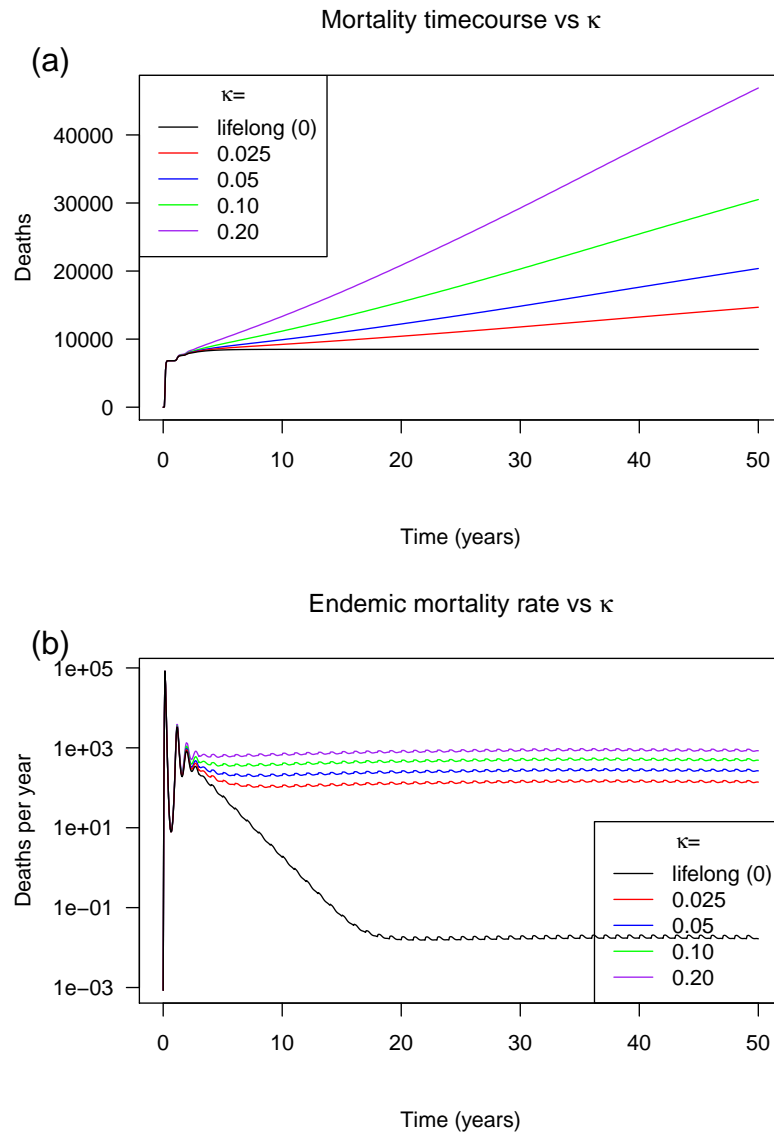 Mortality timecourse vs κ
(a)
κ=
lifelong (0)
0.025
0.05
0.10
0.20
Deaths
40000
30000
20000
10000
0
0 10 20 30 40 50
Time (years)
Endemic mortality rate vs κ
(b)
Deaths per year
1e+05
1e+03
1e+01
1e−01
1e−03
κ=
lifelong (0)
0.025
0.05
0.10
0.20
0 10 20 30 40 50
Time (years)